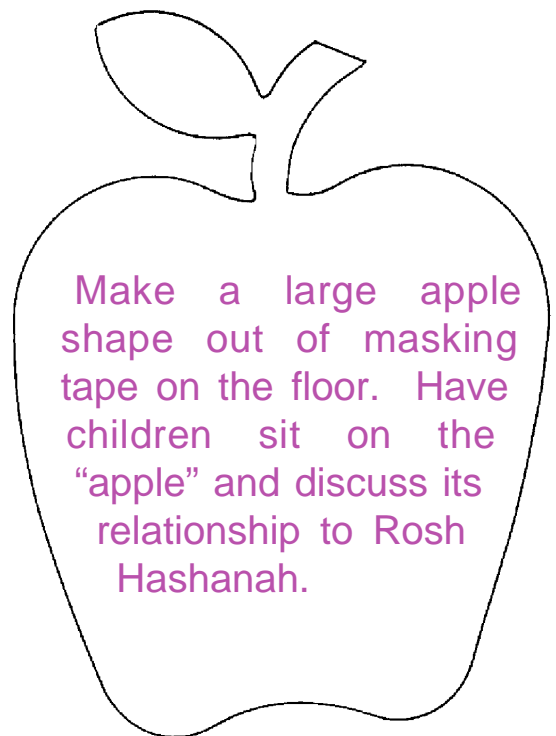 Make a large apple
shape out of masking
tape on the floor. Have
children sit on the
“apple” and discuss its
relationship to Rosh
Hashanah.